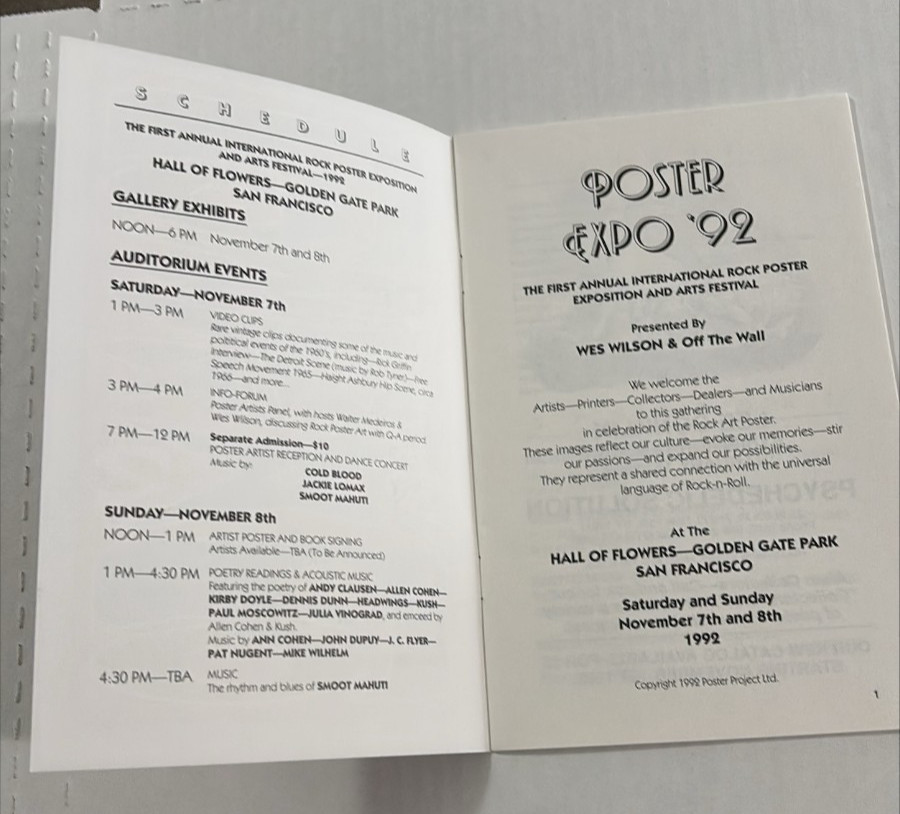 SCHEDULE
THE FIRST ANNUAL INTERNATIONAL ROCK POSTER EXPOSITION
AND ARTS FESTIVAL—1992
HALL OF FLOWERS—GOLDEN GATE PARK
SAN FRANCISCO
GALLERY EXHIBITS
NOON—6 PM November 7th and 8th
AUDITORIUM EVENTS
SATURDAY—NOVEMBER 7th
1 PM—3 PM VIDEO CLIPS
Rare vintage clips documenting some of the music and
political events of the 1960's, including—Rick Griffin
Interview—The Detroit Scene (music by Rob Tyner)—Free
Speech Movement 1965—Haight Ashbury Hip Scene, circa
1966—and more...
3 PM—4 PM INFO-FORUM
Poster Artists Panel, with hosts Walter Medeiros &
Wes Wilson, discussing Rock Poster Art with Q-A period
7 PM—12 PM Separate Admission—$10
POSTER ARTIST RECEPTION AND DANCE CONCERT
Music by: COLD BLOOD
JACKIE LOMAX
SMOOT MAHUTI
SUNDAY—NOVEMBER 8th
NOON—1 PM ARTIST POSTER AND BOOK SIGNING
Artists Available—TBA (To Be Announced)
1 PM—4:30 PM POETRY READINGS & ACOUSTIC MUSIC
Featuring the poetry of ANDY CLAUSEN—ALLEN COHEN—
KIRBY DOYLE—DENNIS DUNN—HEADWINGS—KUSH—
PAUL MOSCOWITZ—JULIA VINOGRAD, and emceed by
Allen Cohen & Kush.
Music by ANN COHEN—JOHN DUPUY—J. C. FLYER—
PAT NUGENT—MIKE WILHELM
4:30 PM—TBA MUSIC
The rhythm and blues of SMOOT MAHUTI
POSTER
EXPO '92
THE FIRST ANNUAL INTERNATIONAL ROCK POSTER
EXPOSITION AND ARTS FESTIVAL
Presented By
WES WILSON & Off The Wall
We welcome the
Artists—Printers—Collectors—Dealers—and Musicians
to this gathering
in celebration of the Rock Art Poster.
These images reflect our culture—evoke our memories—stir
our passions—and expand our possibilities.
They represent a shared connection with the universal
language of Rock-n-Roll.
At The
HALL OF FLOWERS—GOLDEN GATE PARK
SAN FRANCISCO
Saturday and Sunday
November 7th and 8th
1992
Copyright 1992 Poster Project Ltd.
1